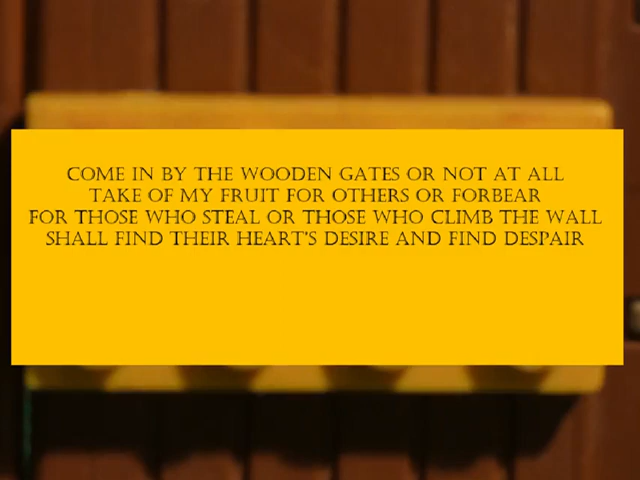 COME IN BY THE WOODEN GATES OR NOT AT ALL
TAKE OF MY FRUIT FOR OTHERS OR FORBEAR
FOR THOSE WHO STEAL OR THOSE WHO CLIMB THE WALL
SHALL FIND THEIR HEART'S DESIRE AND FIND DESPAIR